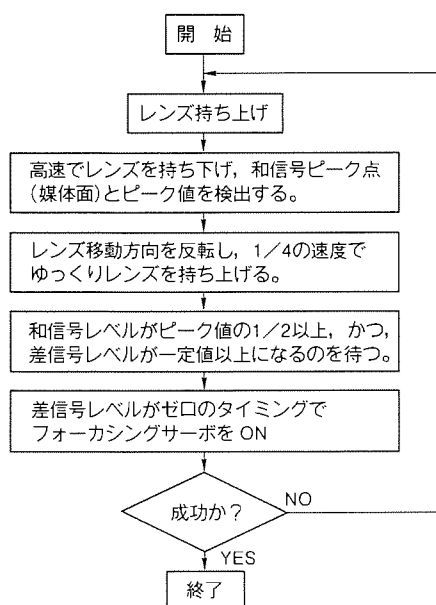 開 始
レンズ持ち上げ
高速でレンズを持ち下げ，和信号ピーク点
(媒体面)とピーク値を検出する。
レンズ移動方向を反転し，1／4の速度で
ゆっくりレンズを持ち上げる。
和信号レベルがピーク値の1／2以上，かつ，
差信号レベルが一定値以上になるのを待つ。
差信号レベルがゼロのタイミングで
フォーカシングサーボを ON
成功か？
NO
YES
終了